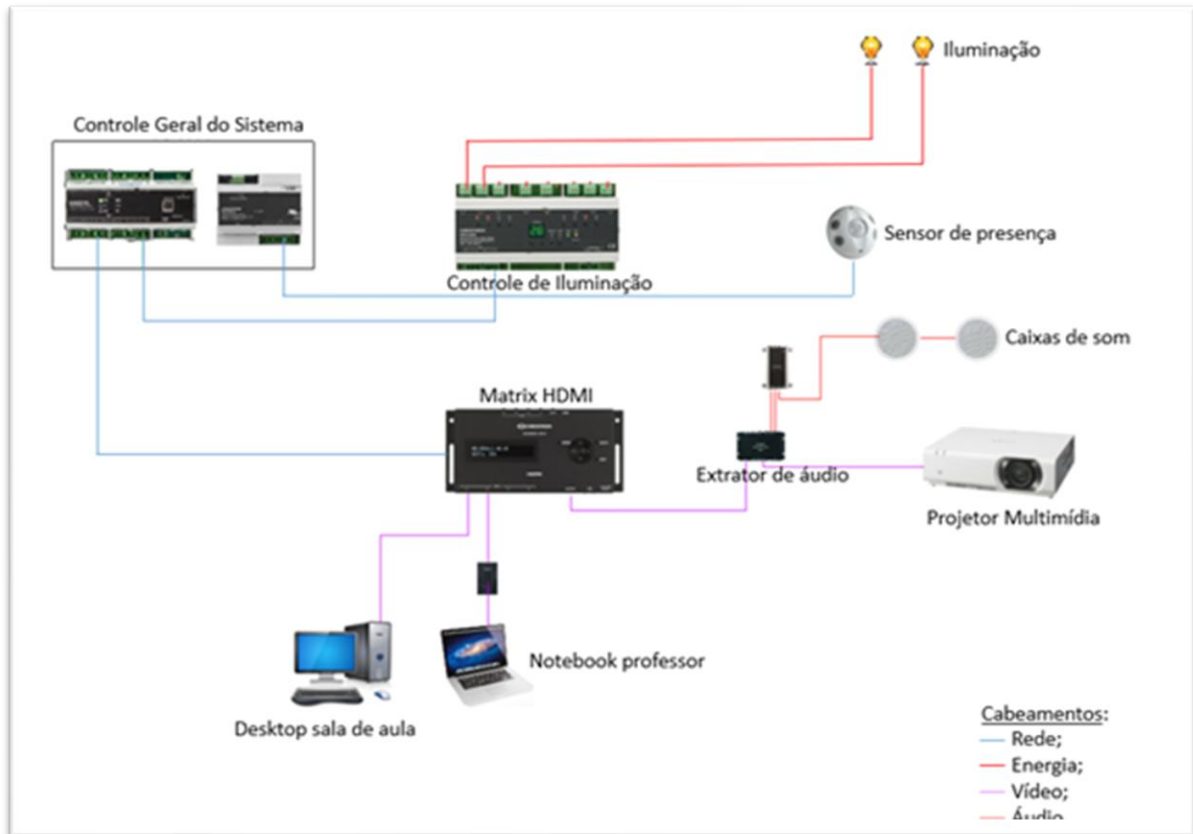 Iluminação
Controle Geral do Sistema
Sensor de presença
Controle de Iluminação
Caixas de som
Matrix HDMI
Extrator de áudio
Projetor Multimídia
Notebook professor
Desktop sala de aula
Cabeamentos:
Rede;
Energia;
Vídeo;
Áudio